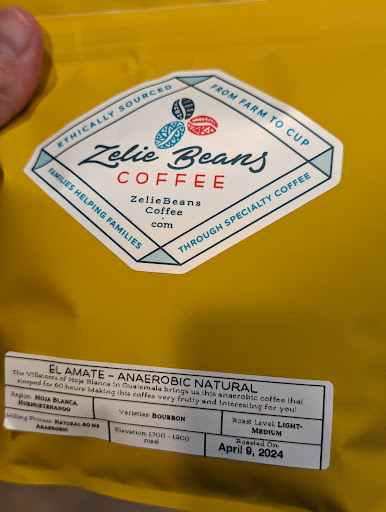 ETHICALLY SOURCED
FROM FARM TO CUP
Zelie Beans
COFFEE
ZelieBeans
Coffee
.
com
FAMILIES HELPING FAMILIES
THROUGH SPECIALTY COFFEE
EL AMATE - ANAEROBIC NATURAL
The Villatoros of Hoja Blanca in Guatemala brings us this anaerobic coffee that
sleeped for 60 hours! Making this coffee very fruity and interesting for you!
Region: HOJA BLANCA,
HUEHUETENANGO
Varieties: BOURBON
Roast Level: LIGHT-
MEDIUM
Milling Process: NATURAL 60 HR
ANAEROBIC
Elevation: 1700 - 1900
masl
Roasted On:
April 9, 2024